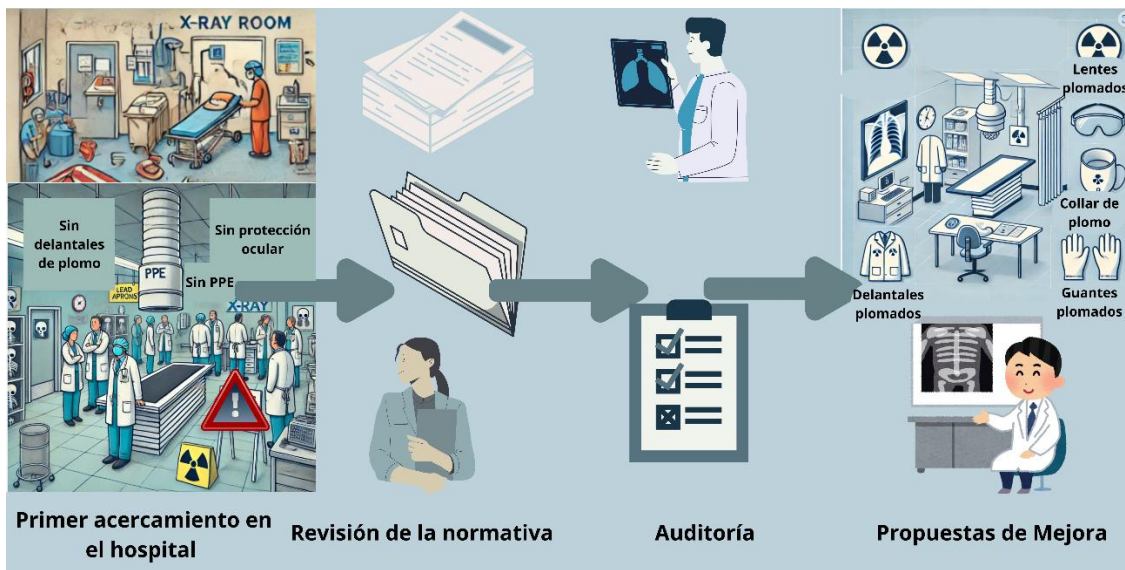 X-RAY ROOM
Sin
delantales
de plomo
Sin protección
ocular
PPE
Sin PPE
LEAD
APRONS
X-RAY
Lentes
plomados
Collar de
plomo
Delantales
plomados
Guantes
plomados
Primer acercamiento en
el hospital
Revisión de la normativa
Auditoría
Propuestas de Mejora